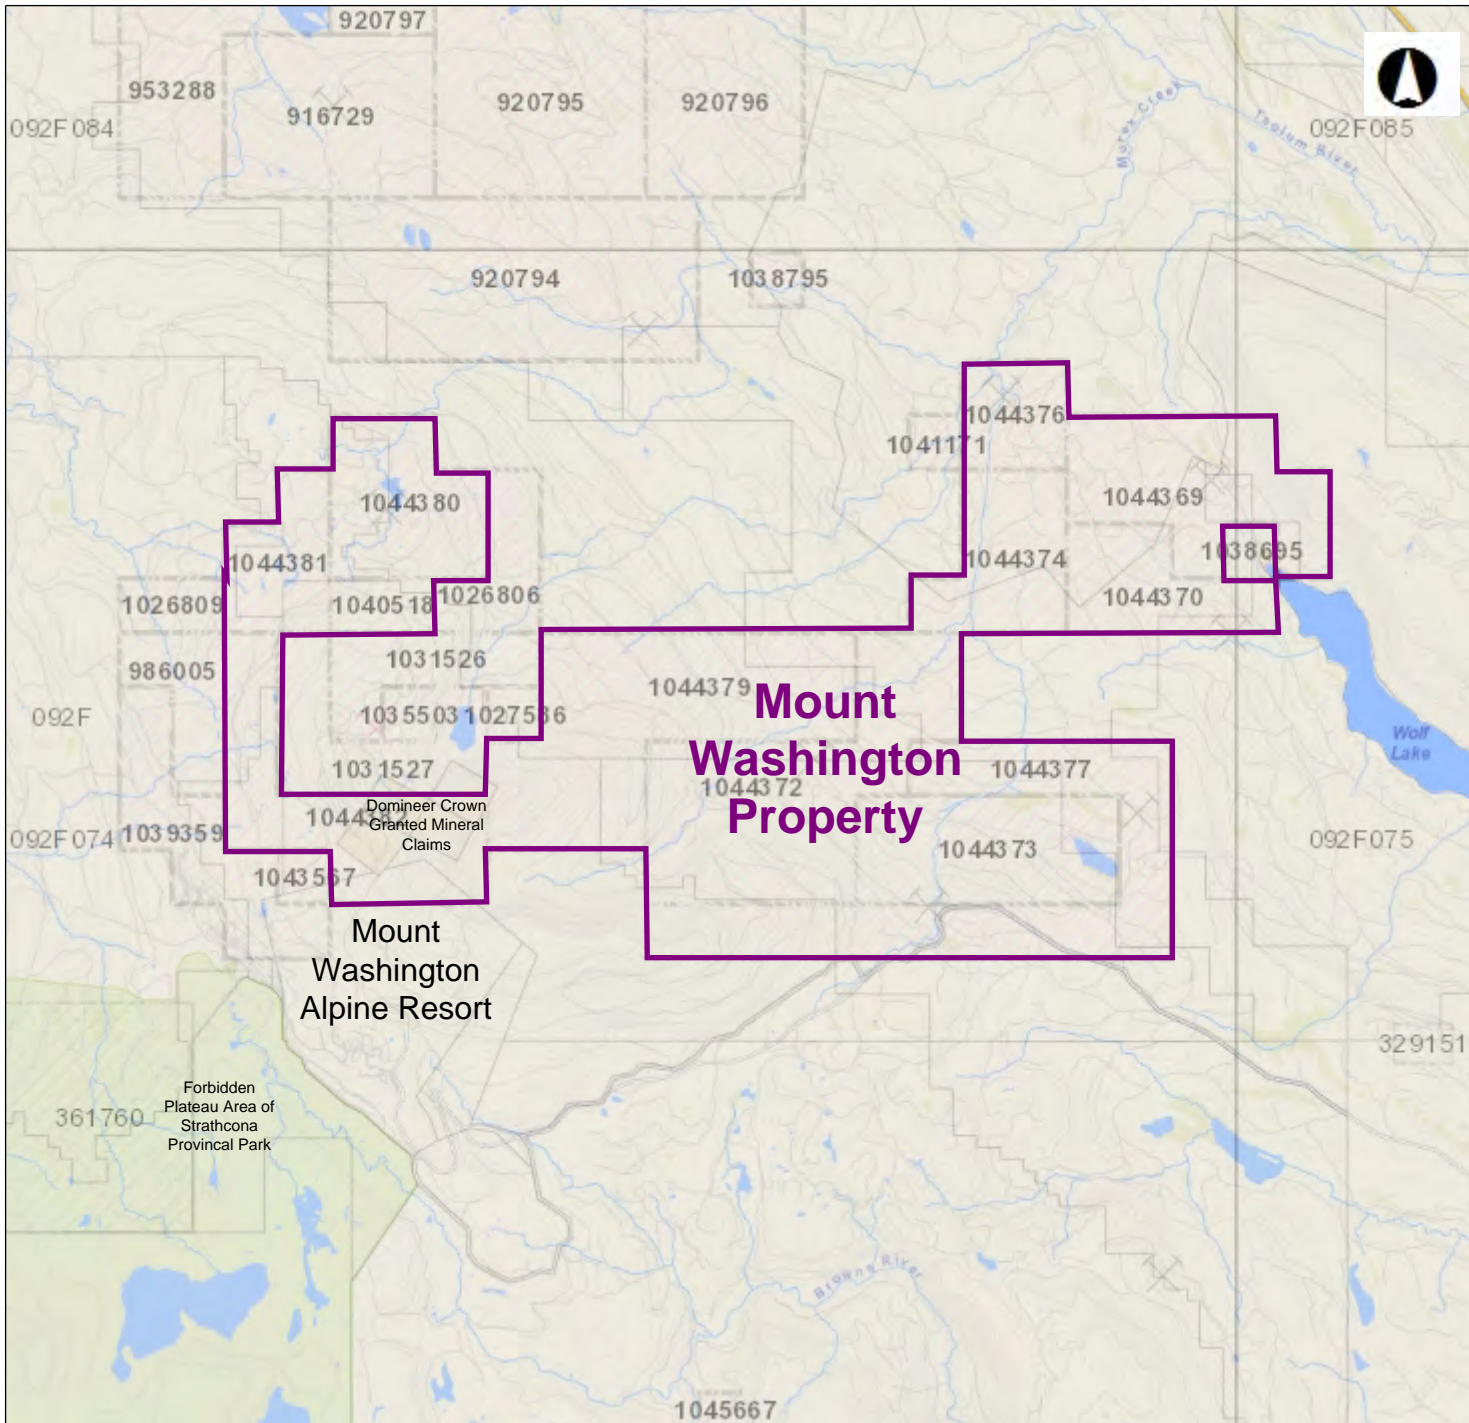 920797
953288
916729
920795
920796
092F084
092F085
Murex Creek
Tsolum River
920794
1038795
1044376
1041171
1044380
1044369
1044381
1044374
1038695
1026809
1040518
1026806
1044370
1031526
986005
1044379
092F
1035503
1027586
Mount
Washington
Property
Wolf
Lake
1031527
1044377
1044372
1044382
Domineer Crown
Granted Mineral
Claims
092F074
1039359
1044373
092F075
1043567
Mount
Washington
Alpine Resort
329151
Forbidden
Plateau Area of
Strathcona
Provincal Park
361760
Browns River
1045667